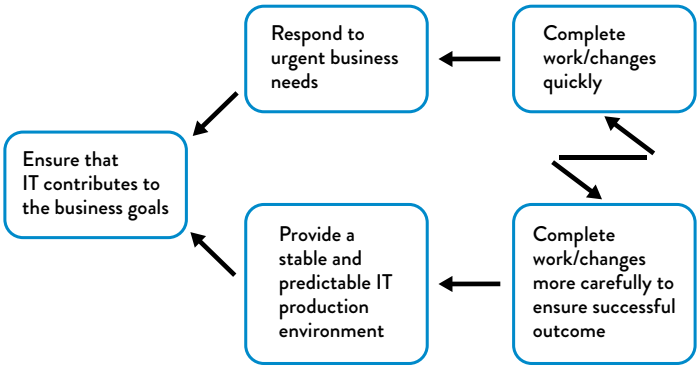 Respond to
urgent business
needs
Complete
work/changes
quickly
Ensure that
IT contributes to
the business goals
Provide a
stable and
predictable IT
production
environment
Complete
work/changes
more carefully to
ensure successful
outcome